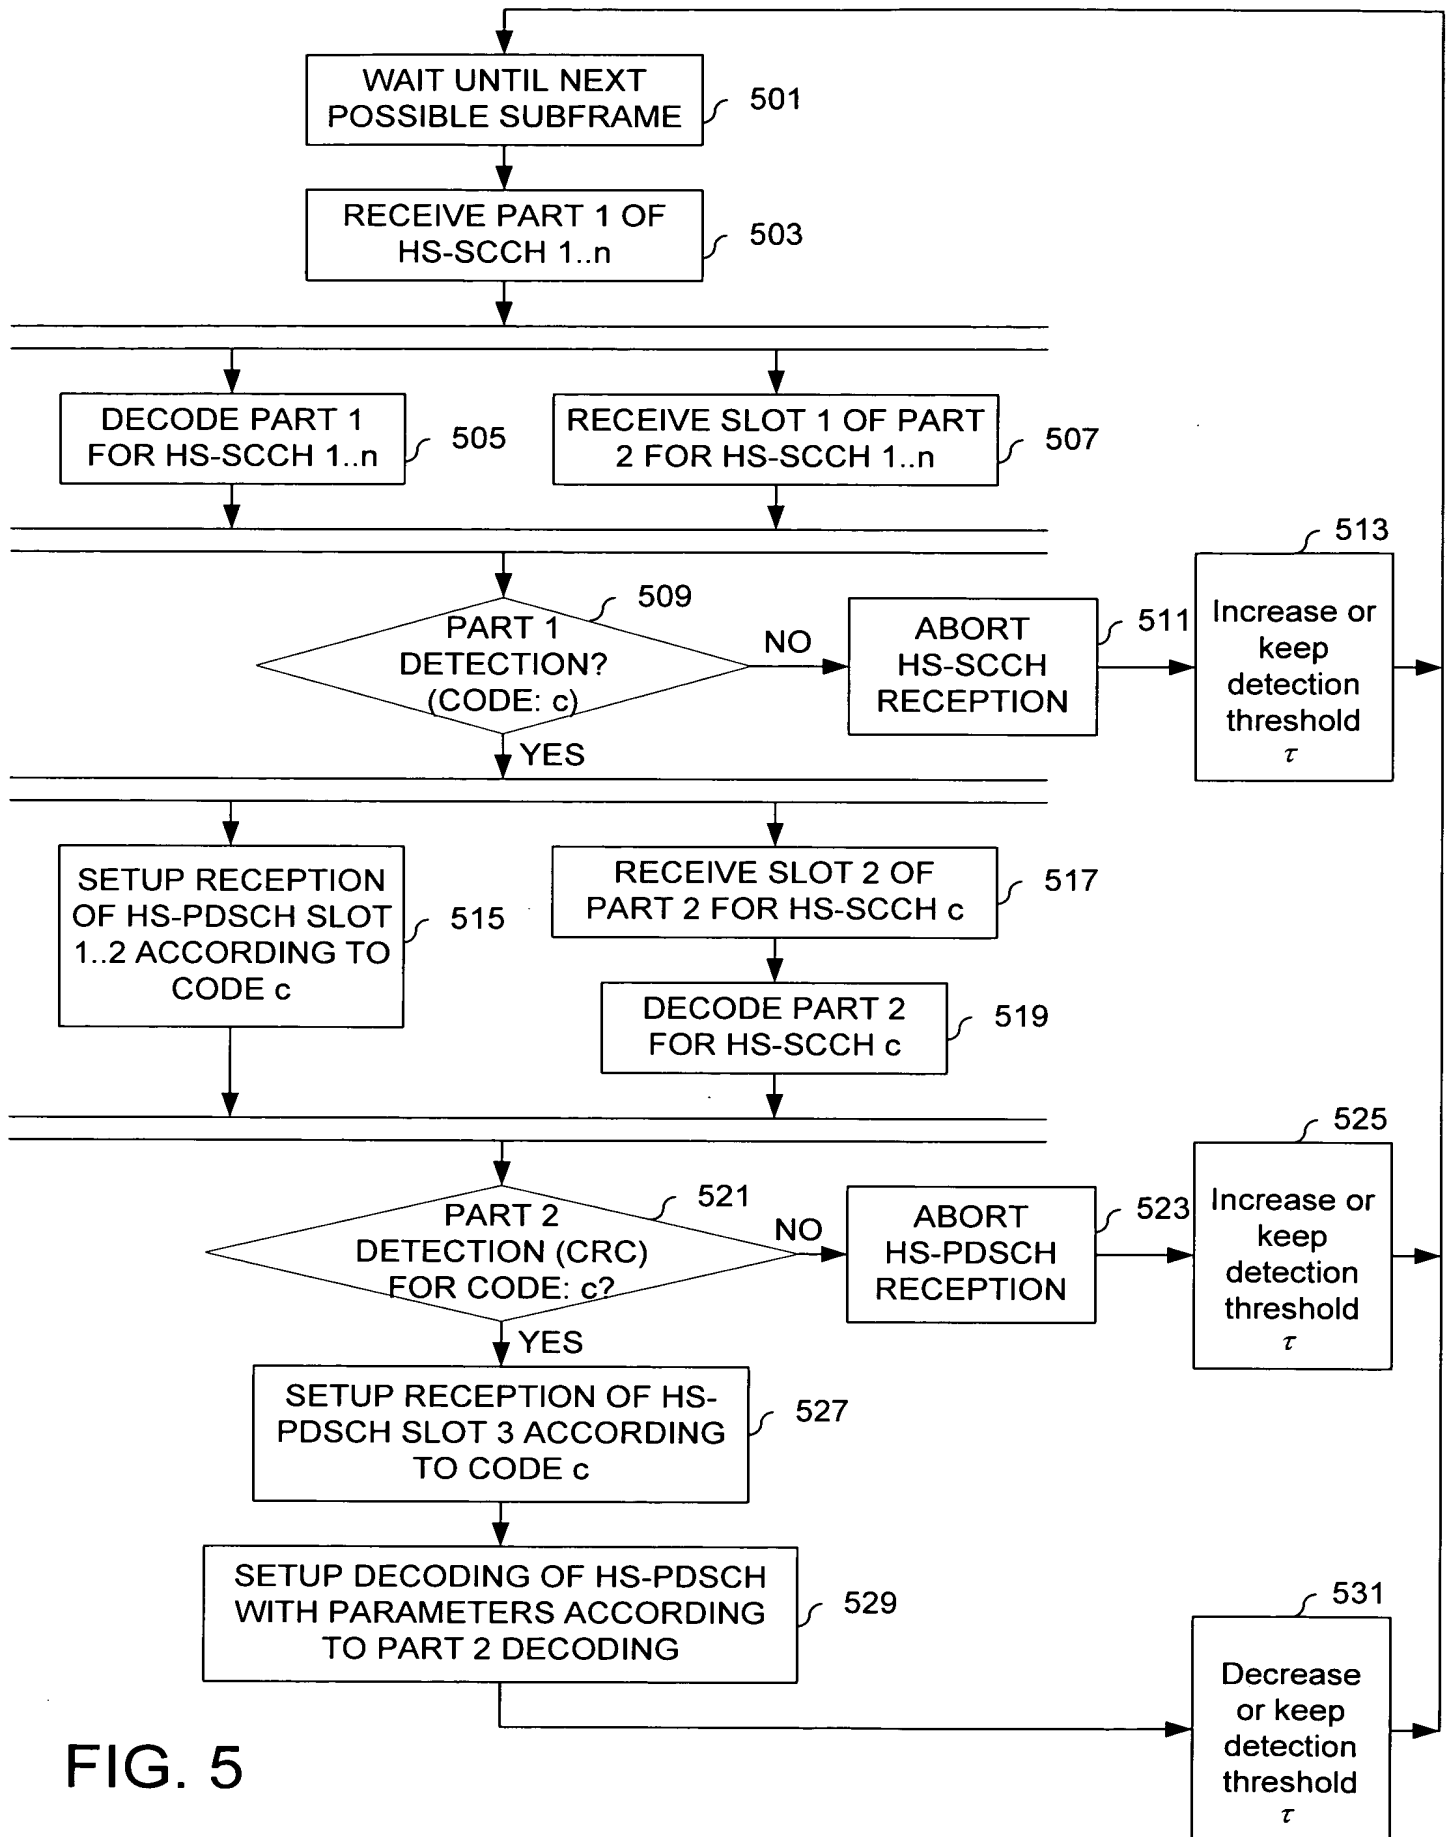 WAIT UNTIL NEXT
POSSIBLE SUBFRAME
501
RECEIVE PART 1 OF
HS-SCCH 1..n
503
DECODE PART 1
FOR HS-SCCH 1..n
505
RECEIVE SLOT 1 OF PART
2 FOR HS-SCCH 1..n
507
PART 1
DETECTION?
(CODE: c)
509
NO
YES
ABORT
HS-SCCH
RECEPTION
511
513
Increase or
keep
detection
threshold
τ
SETUP RECEPTION
OF HS-PDSCH SLOT
1..2 ACCORDING TO
CODE c
515
RECEIVE SLOT 2 OF
PART 2 FOR HS-SCCH c
517
DECODE PART 2
FOR HS-SCCH c
519
PART 2
DETECTION (CRC)
FOR CODE: c?
521
NO
YES
ABORT
HS-PDSCH
RECEPTION
523
525
Increase or
keep
detection
threshold
τ
SETUP RECEPTION OF HS-
PDSCH SLOT 3 ACCORDING
TO CODE c
527
SETUP DECODING OF HS-PDSCH
WITH PARAMETERS ACCORDING
TO PART 2 DECODING
529
531
Decrease
or keep
detection
threshold
τ
FIG. 5